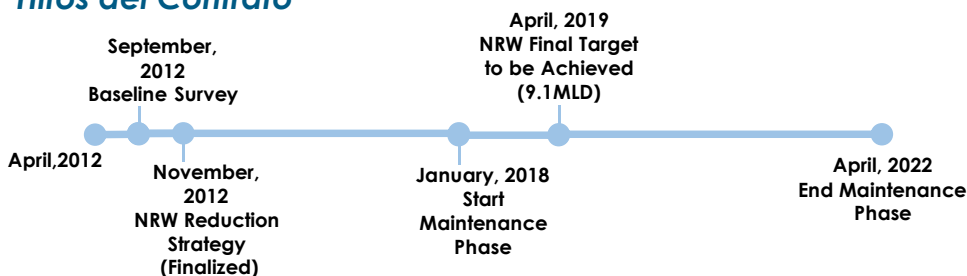 Hitos del Contrato
April,2012
September,
2012
Baseline Survey
November,
2012
NRW Reduction
Strategy
(Finalized)
January, 2018
Start
Maintenance
Phase
April, 2019
NRW Final Target
to be Achieved
(9.1MLD)
April, 2022
End Maintenance
Phase